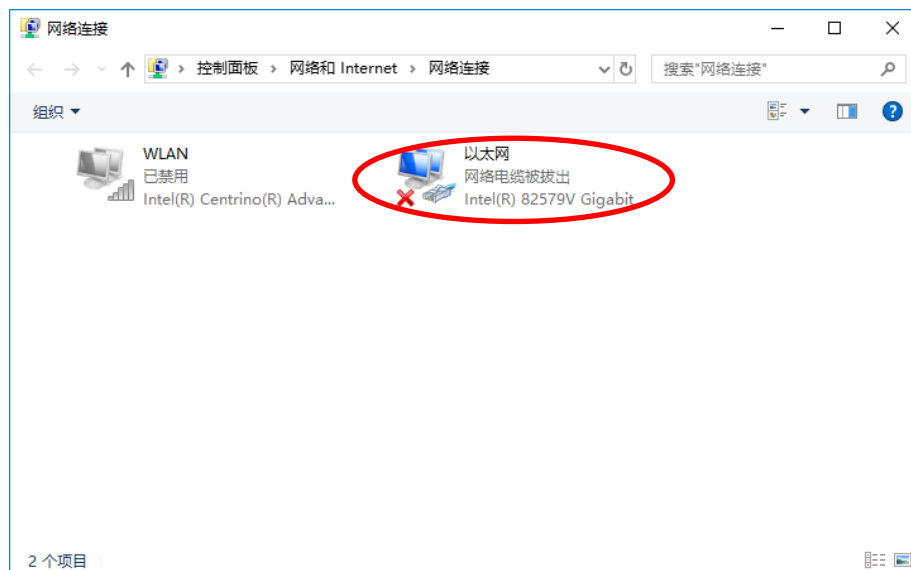 网络连接
控制面板 › 网络和 Internet › 网络连接
搜索"网络连接"
组织
WLAN
已禁用
Intel(R) Centrino(R) Adva...
以太网
网络电缆被拔出
Intel(R) 82579V Gigabit
2 个项目